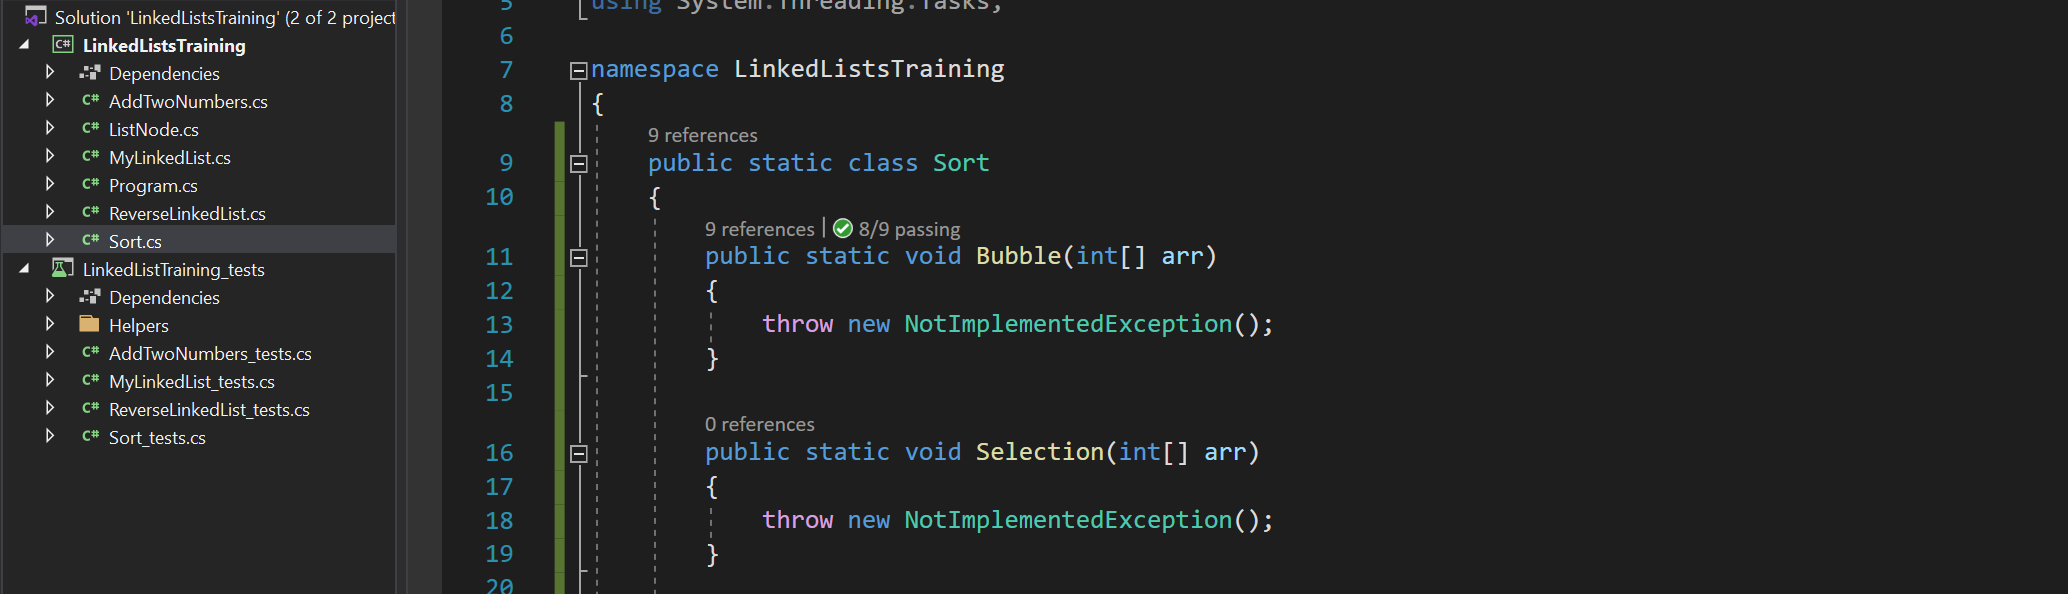 Solution 'LinkedListsTraining' (2 of 2 project
LinkedListsTraining
Dependencies
C# AddTwoNumbers.cs
C# ListNode.cs
C# MyLinkedList.cs
C# Program.cs
C# ReverseLinkedList.cs
C# Sort.cs
LinkedListTraining_tests
Dependencies
Helpers
C# AddTwoNumbers_tests.cs
C# MyLinkedList_tests.cs
C# ReverseLinkedList_tests.cs
C# Sort_tests.cs
5 using System.Threading.Tasks;
6
7 namespace LinkedListsTraining
8 {
9 references
9 public static class Sort
10 {
9 references | 8/9 passing
11 public static void Bubble(int[] arr)
12 {
13 throw new NotImplementedException();
14 }
15
0 references
16 public static void Selection(int[] arr)
17 {
18 throw new NotImplementedException();
19 }
20